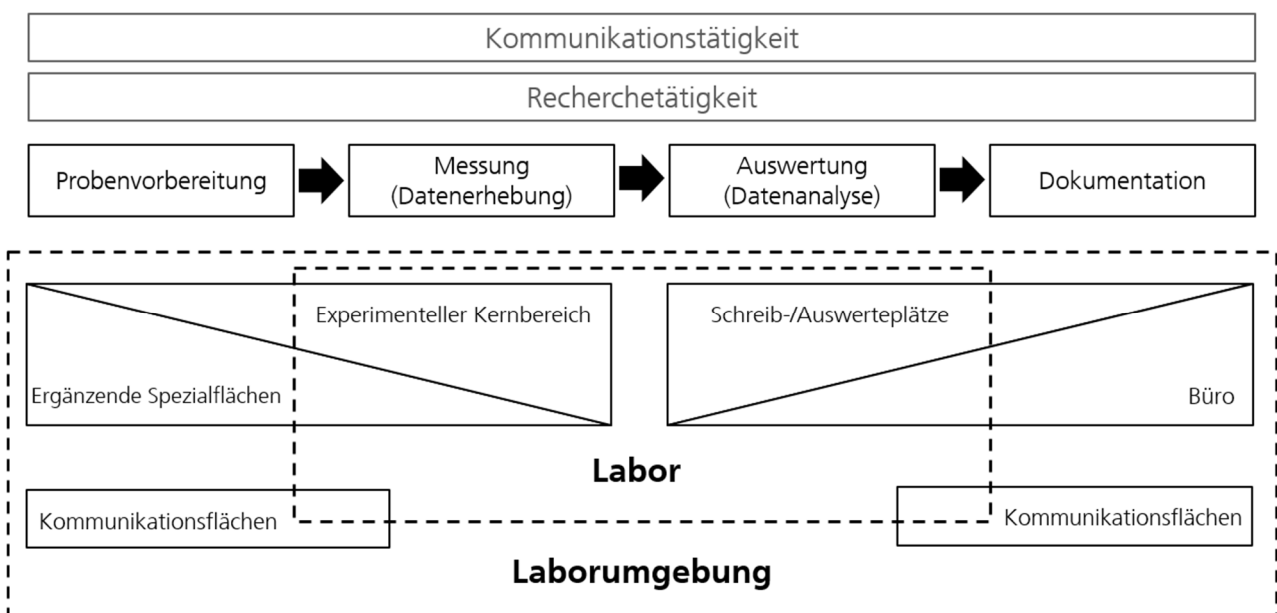 Kommunikationstätigkeit
Recherchetätigkeit
Probenvorbereitung
Messung
(Datenerhebung)
Auswertung
(Datenanalyse)
Dokumentation
Experimenteller Kernbereich
Schreib-/Auswerteplätze
Ergänzende Spezialflächen
Büro
Labor
Kommunikationsflächen
Kommunikationsflächen
Laborumgebung